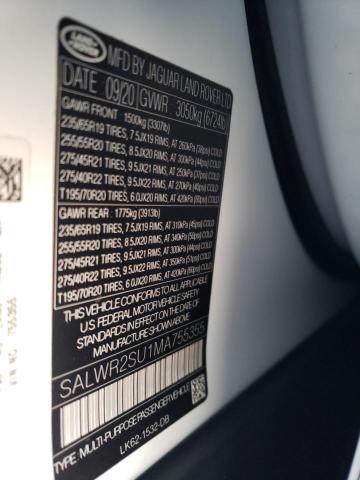 LAND
ROVER
MFD BY JAGUAR LAND ROVER LTD
DATE 09/20 GVWR 3050kg (6724lb)
GAWR FRONT 1500kg (3307lb)
235/65R19 TIRES, 7.5JX19 RIMS, AT 260kPa (38psi) COLD
255/55R20 TIRES, 8.5JX20 RIMS, AT 300kPa (44psi) COLD
275/45R21 TIRES, 9.5JX21 RIMS, AT 250kPa (37psi) COLD
275/40R22 TIRES, 9.5JX22 RIMS, AT 270kPa COLD
T195/70R20 TIRES, 6.0JX20 RIMS, AT 420kPa (60psi) COLD
GAWR REAR 1775kg (3913lb)
235/65R19 TIRES, 7.5JX19 RIMS, AT 310kPa (45psi) COLD
255/55R20 TIRES, 8.5JX20 RIMS, AT 340kPa (50psi) COLD
275/45R21 TIRES, 9.5JX21 RIMS, AT 300kPa (44psi) COLD
275/40R22 TIRES, 9.5JX22 RIMS, AT 350kPa (51psi) COLD
T195/70R20 TIRES, 6.0JX20 RIMS, AT 420kPa (60psi) COLD
THIS VEHICLE CONFORMS TO ALL APPLICABLE
U.S. FEDERAL MOTOR VEHICLE SAFETY STANDARDS
IN EFFECT ON THE DATE OF MANUFACTURE
SHOWN ABOVE
SALWR2SU1MA755355
TYPE: MULTI-PURPOSE PASSENGER VEHICLE
LK62-1532-DB